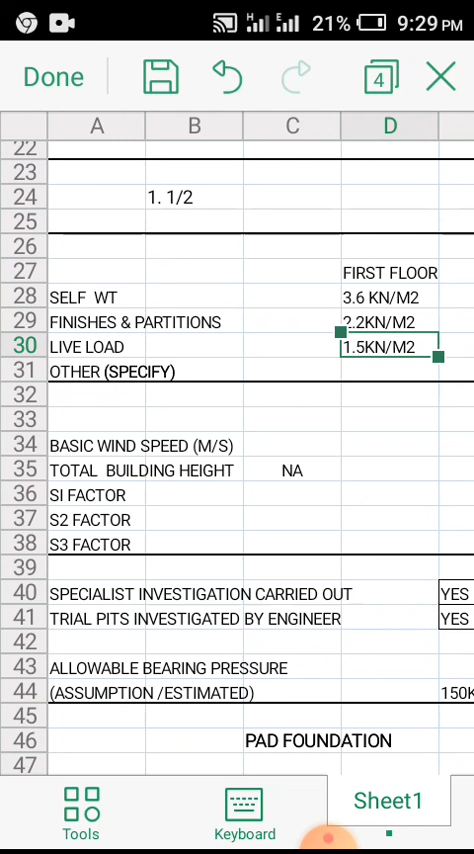 21% 9:29 PM
Done 4
A B C D
22
23
24 1. 1/2
25
26
27 FIRST FLOOR
28 SELF WT 3.6 KN/M2
29 FINISHES & PARTITIONS 2.2KN/M2
30 LIVE LOAD 1.5KN/M2
31 OTHER (SPECIFY)
32
33
34 BASIC WIND SPEED (M/S)
35 TOTAL BUILDING HEIGHT NA
36 SI FACTOR
37 S2 FACTOR
38 S3 FACTOR
39
40 SPECIALIST INVESTIGATION CARRIED OUT YES
41 TRIAL PITS INVESTIGATED BY ENGINEER YES
42
43 ALLOWABLE BEARING PRESSURE
44 (ASSUMPTION /ESTIMATED) 150K
45
46 PAD FOUNDATION
47
Tools Keyboard Sheet1